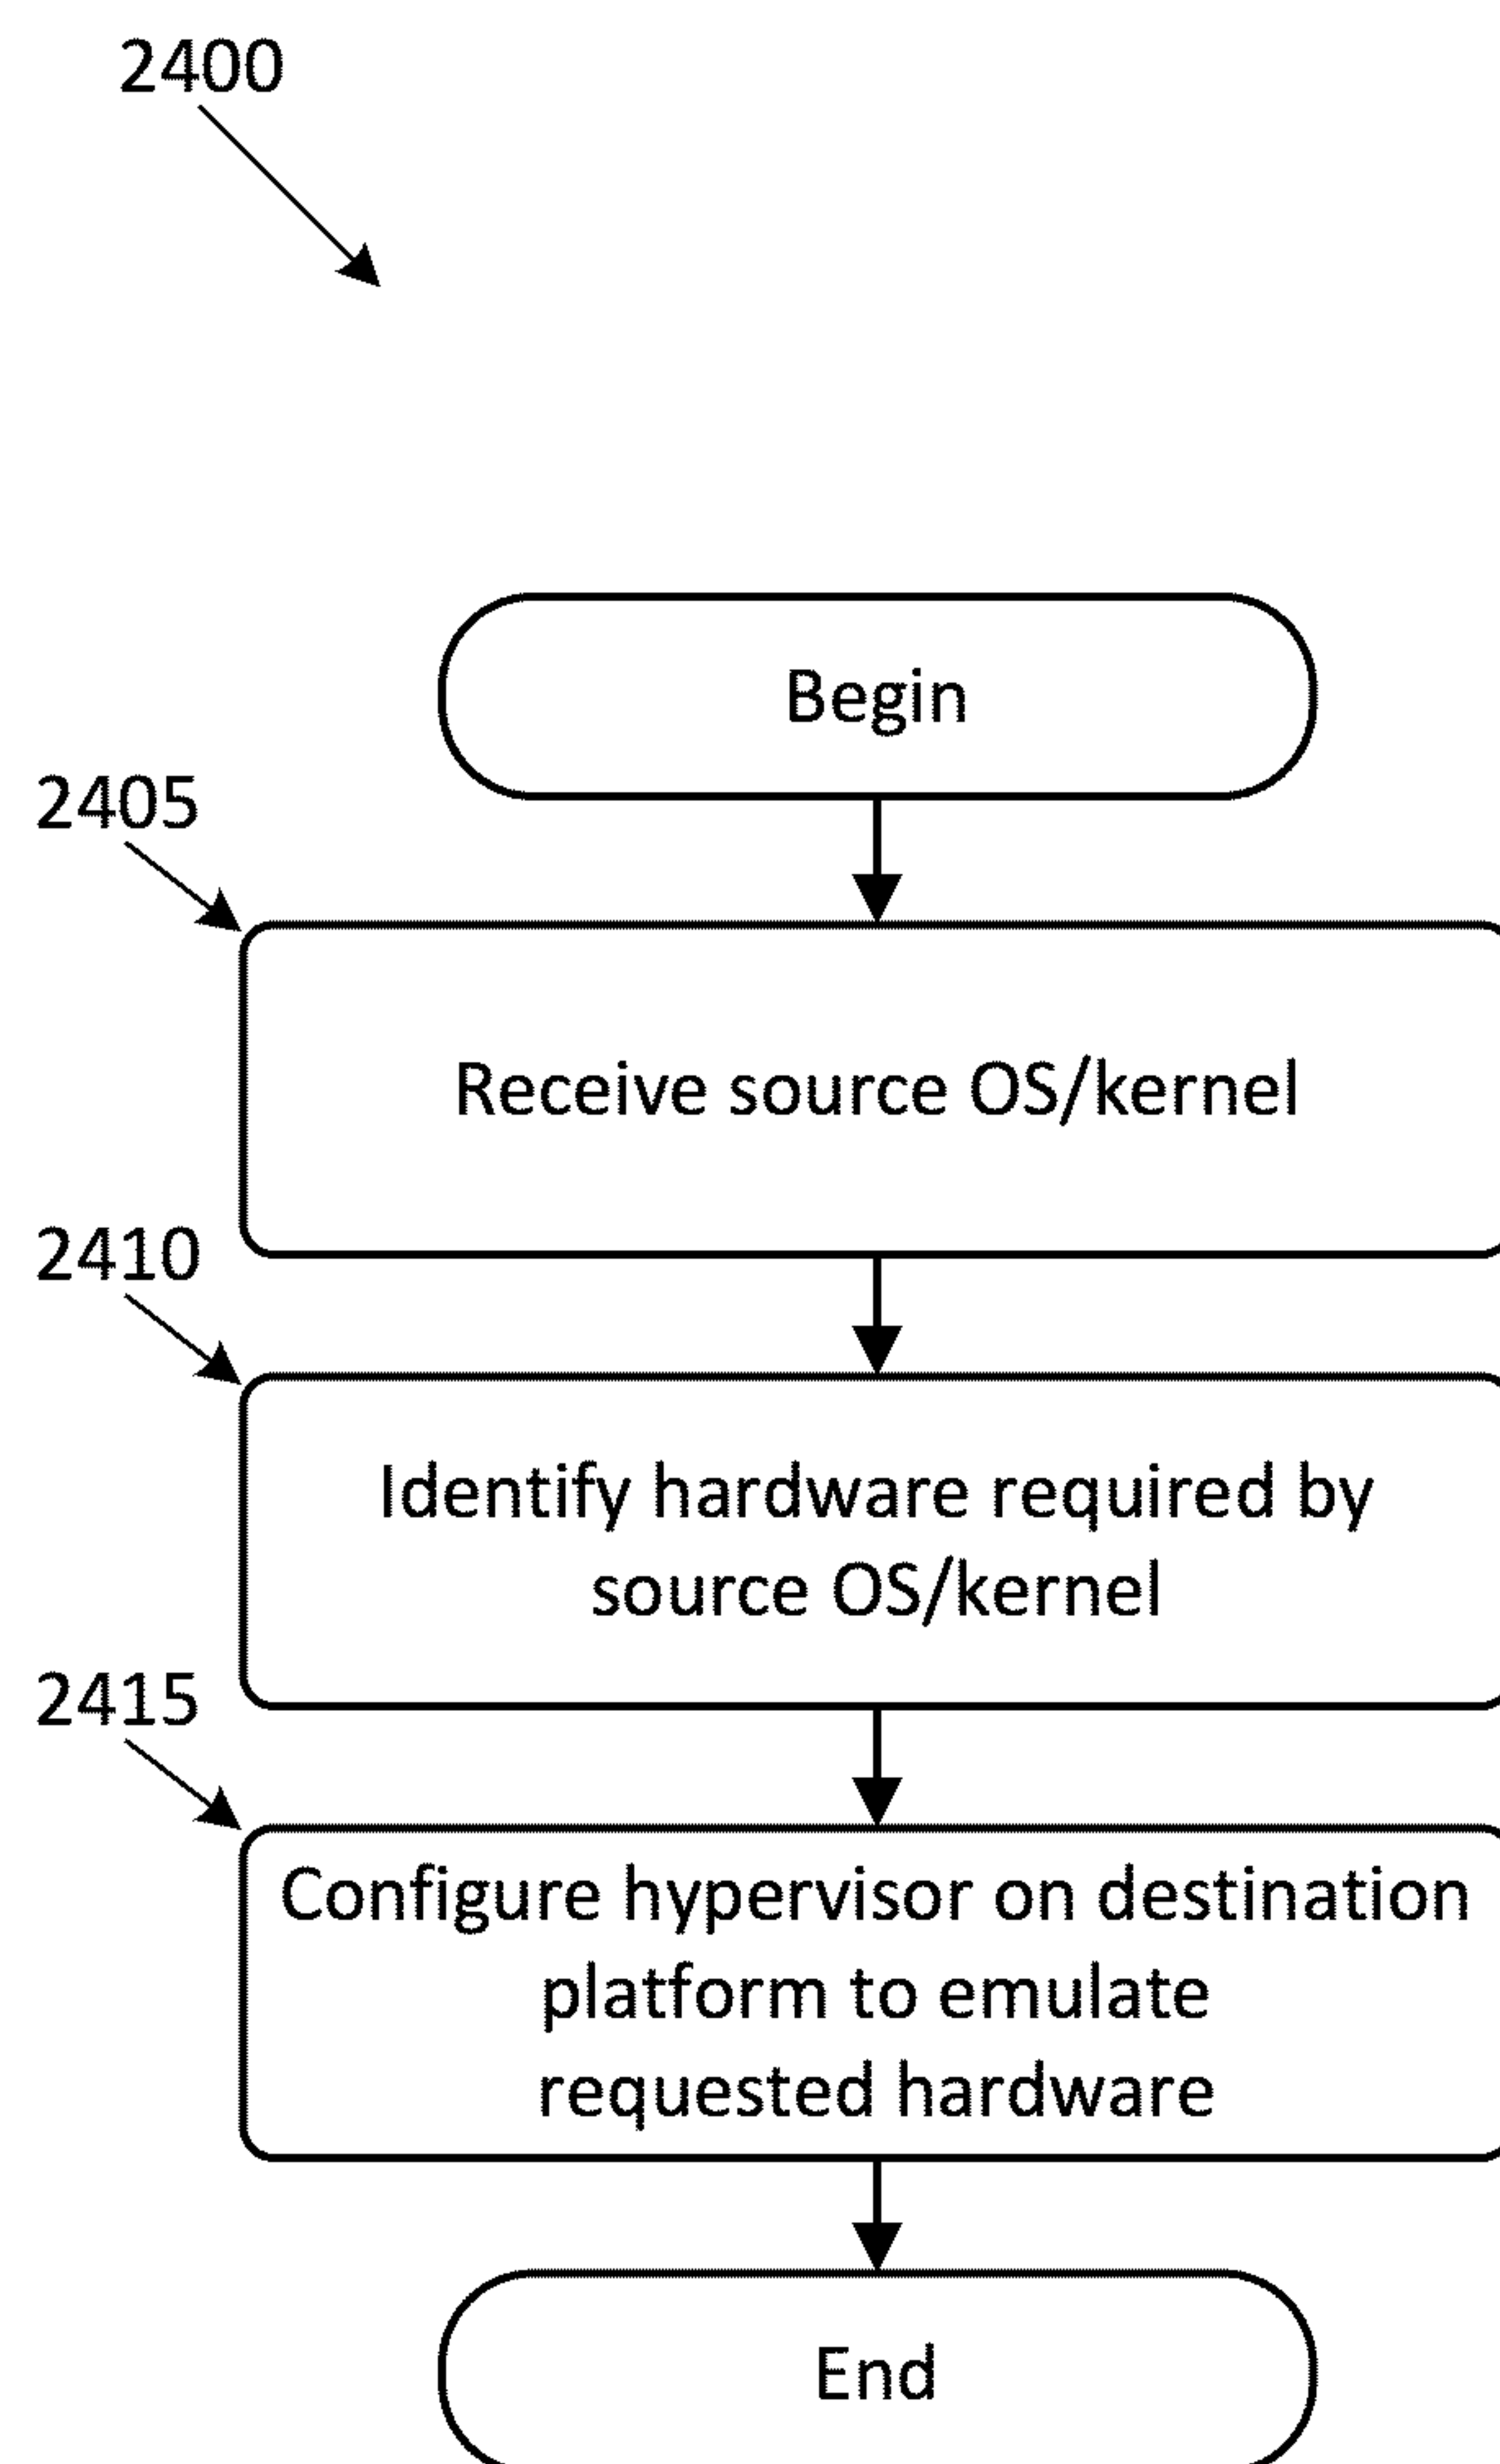 2400
Begin
2405
Receive source OS/kernel
2410
Identify hardware required by
source OS/kernel
2415
Configure hypervisor on destination
platform to emulate
requested hardware
End